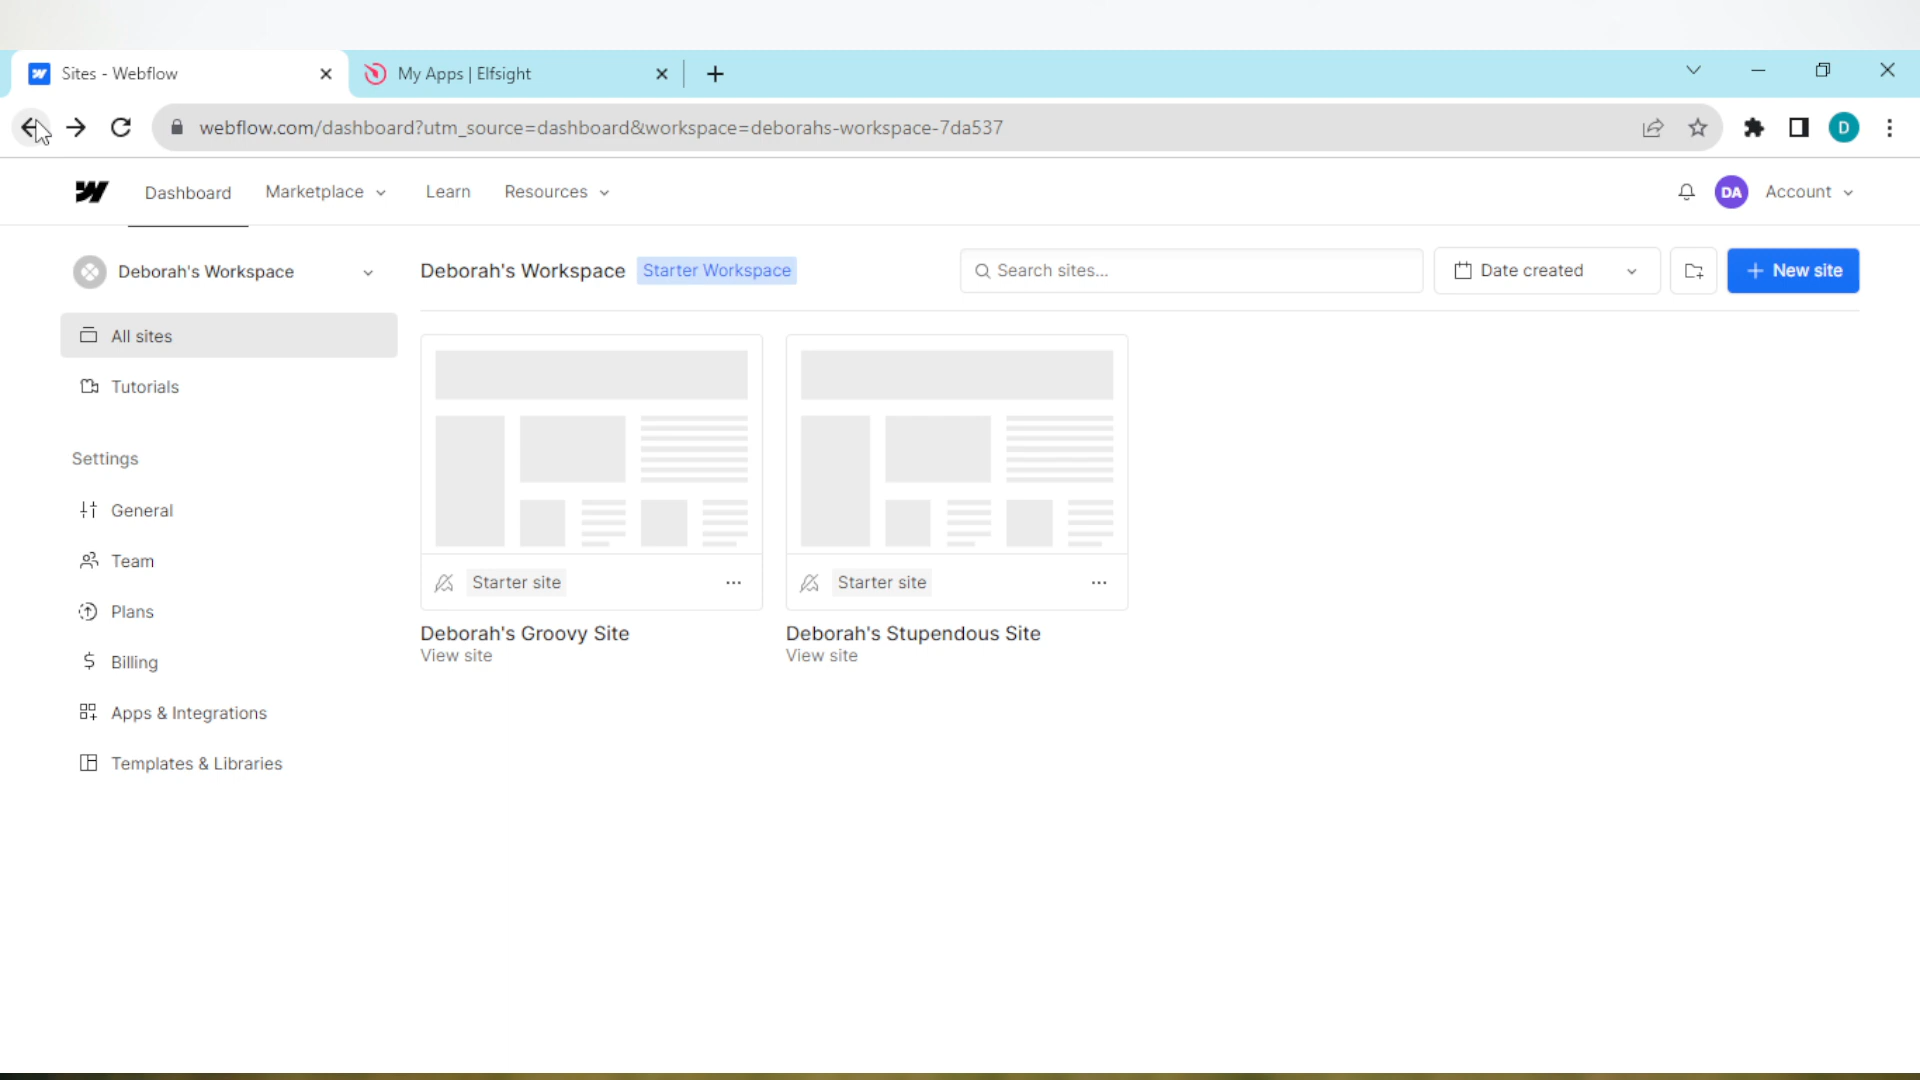 Sites - Webflow
My Apps | Elfsight
webflow.com/dashboard?utm_source=dashboard&workspace=deborahs-workspace-7da537
D
Dashboard
Marketplace
Learn
Resources
DA
Account
Deborah's Workspace
Deborah's Workspace
Starter Workspace
Search sites...
Date created
New site
All sites
Tutorials
Settings
General
Team
Plans
Billing
Apps & Integrations
Templates & Libraries
Starter site
Starter site
Deborah's Groovy Site
View site
Deborah's Stupendous Site
View site